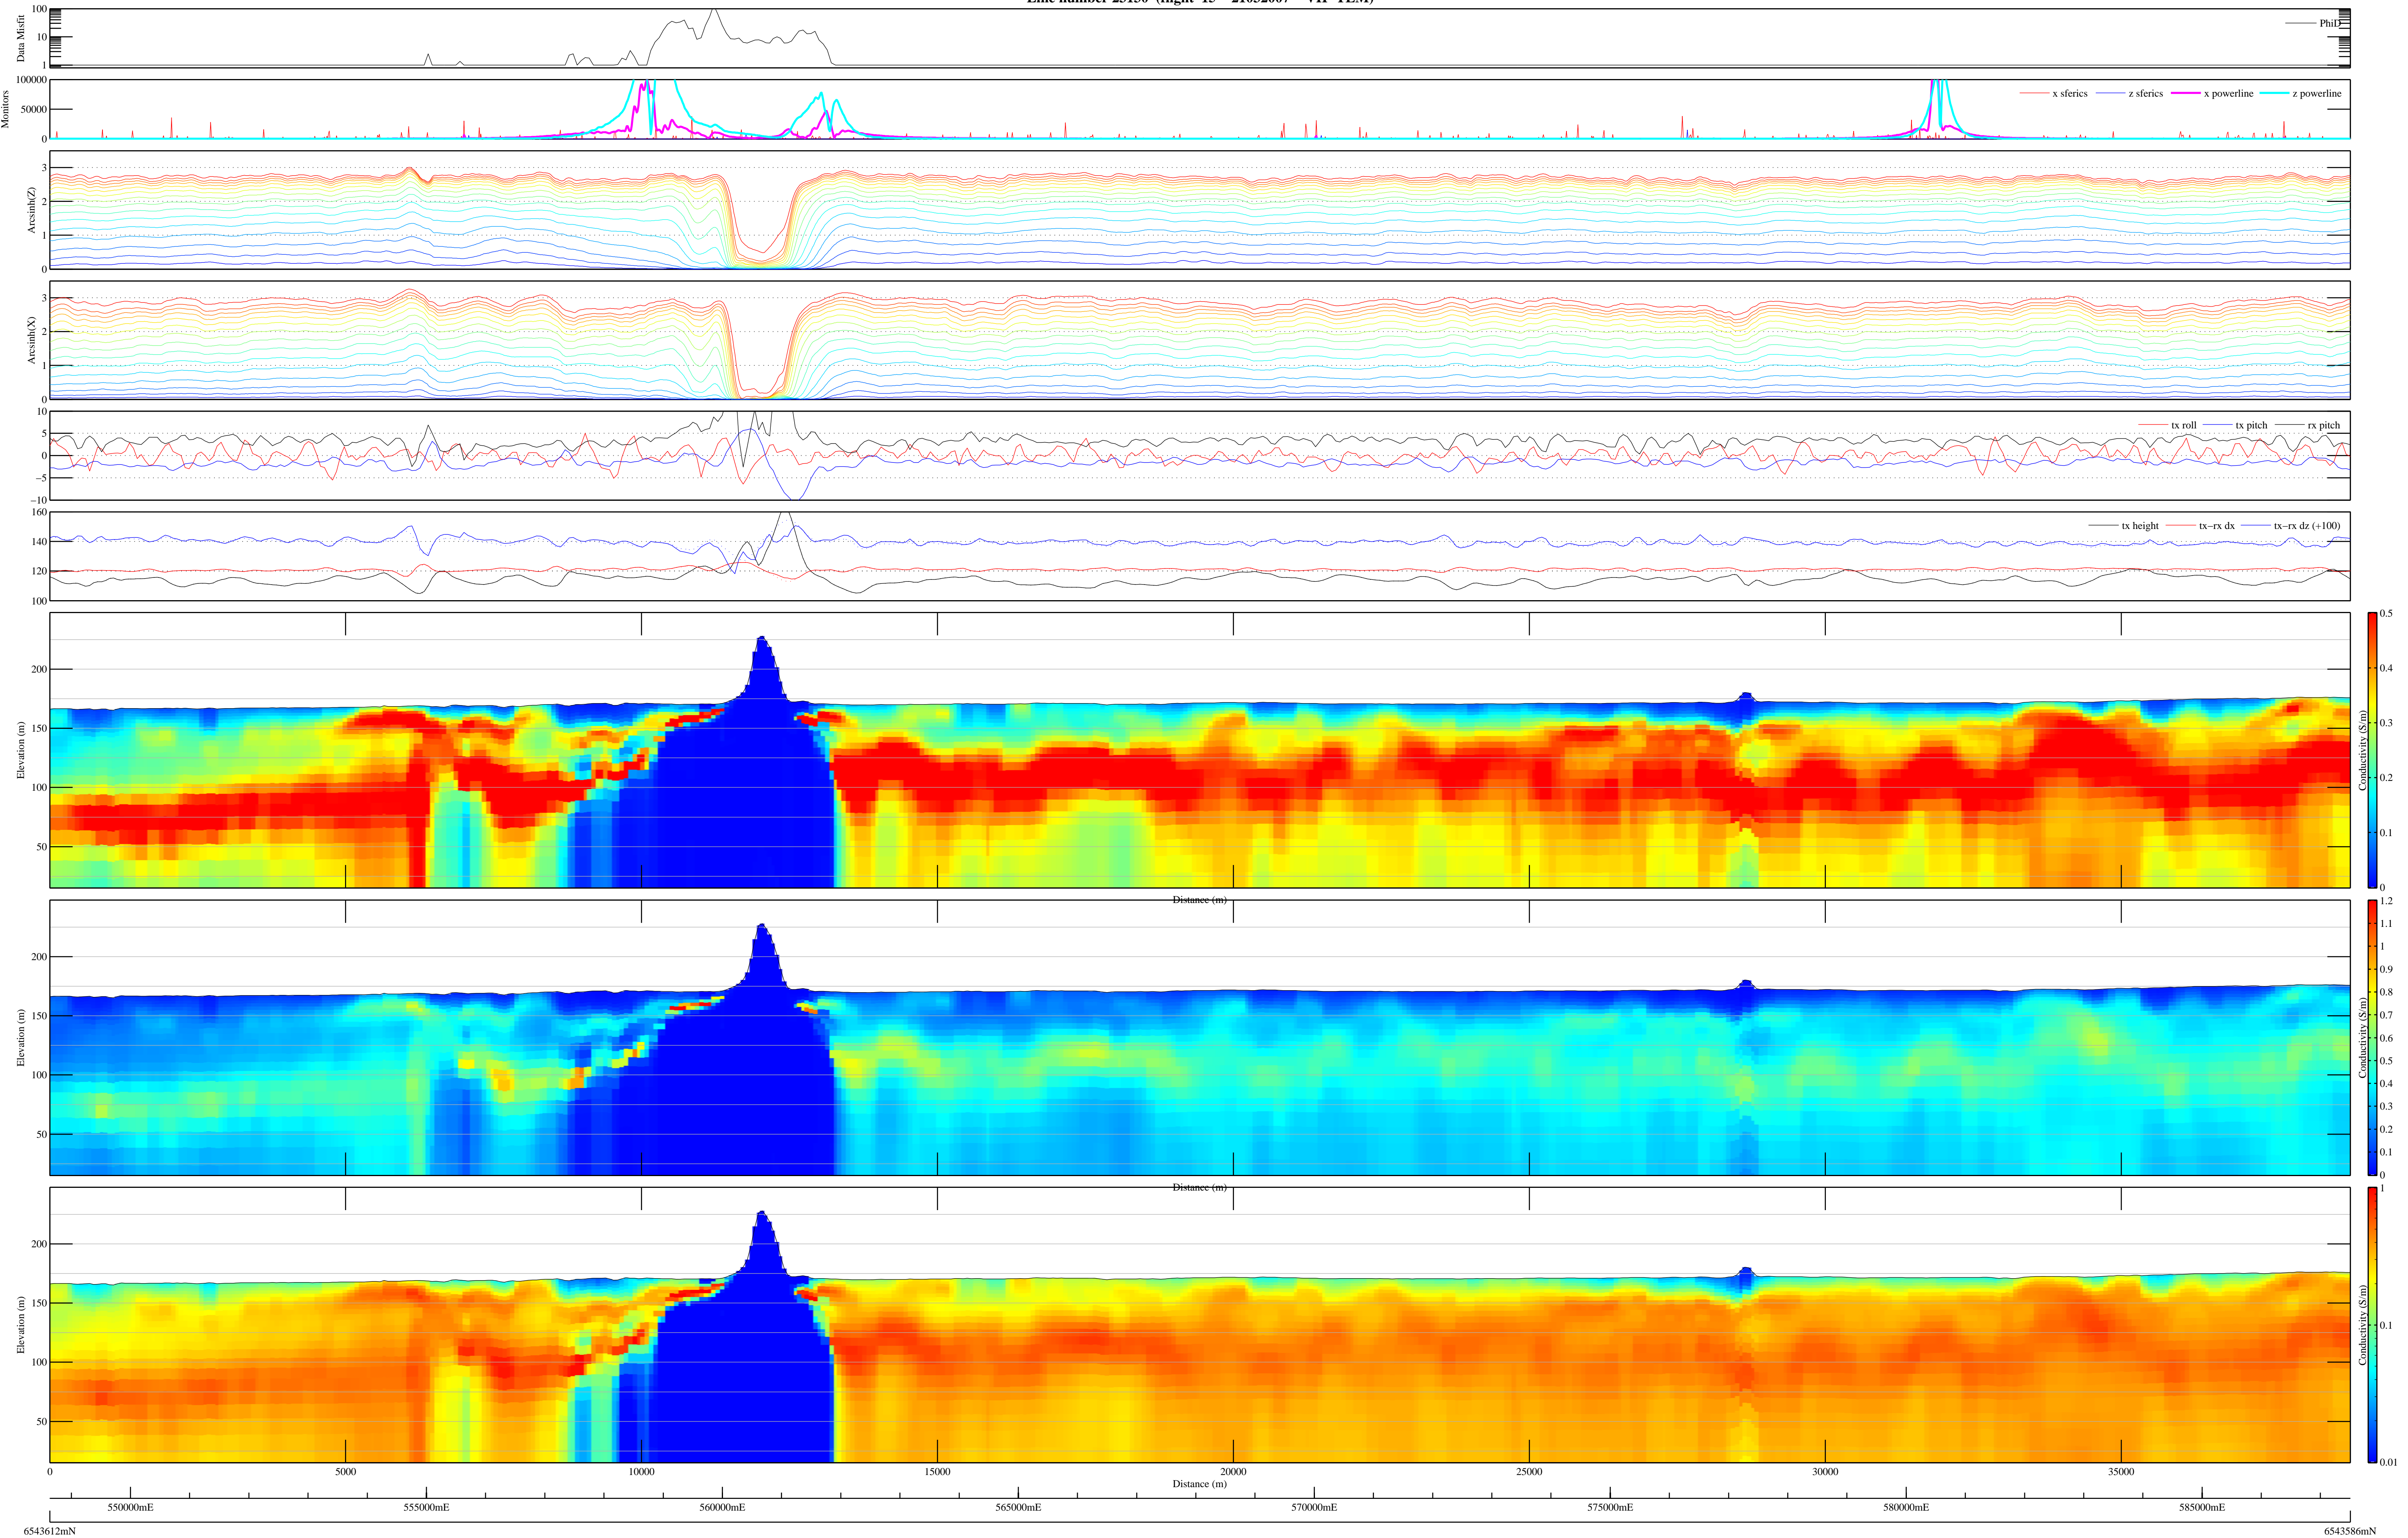 Line number
Data Misfit
100
10
1
PhiD
Monitors
100000
50000
0
x sferics
z sferics
x powerline
z powerline
Arcsinh(Z)
3
2
1
0
Arcsinh(X)
3
2
1
0
10
5
0
−5
−10
tx roll
tx pitch
rx pitch
160
140
120
100
tx height
tx−rx dx
tx−rx dz (+100)
Elevation (m)
200
150
100
50
Distance (m)
Conductivity (S/m)
0.5
0.4
0.3
0.2
0.1
0
Elevation (m)
200
150
100
50
Distance (m)
Conductivity (S/m)
1.2
1.1
1
0.9
0.8
0.7
0.6
0.5
0.4
0.3
0.2
0.1
0
Elevation (m)
200
150
100
50
Conductivity (S/m)
1
0.1
0.01
0 5000 10000 15000 20000 25000 30000 35000
Distance (m)
550000mE 555000mE 560000mE 565000mE 570000mE 575000mE 580000mE 585000mE
6543612mN 6543586mN